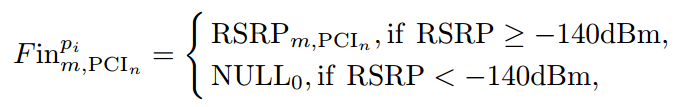 Fin^{p_i}_{m,PCI_n} = { RSRP_{m,PCI_n}, if RSRP ≥ −140dBm,
NULL_0, if RSRP < −140dBm,